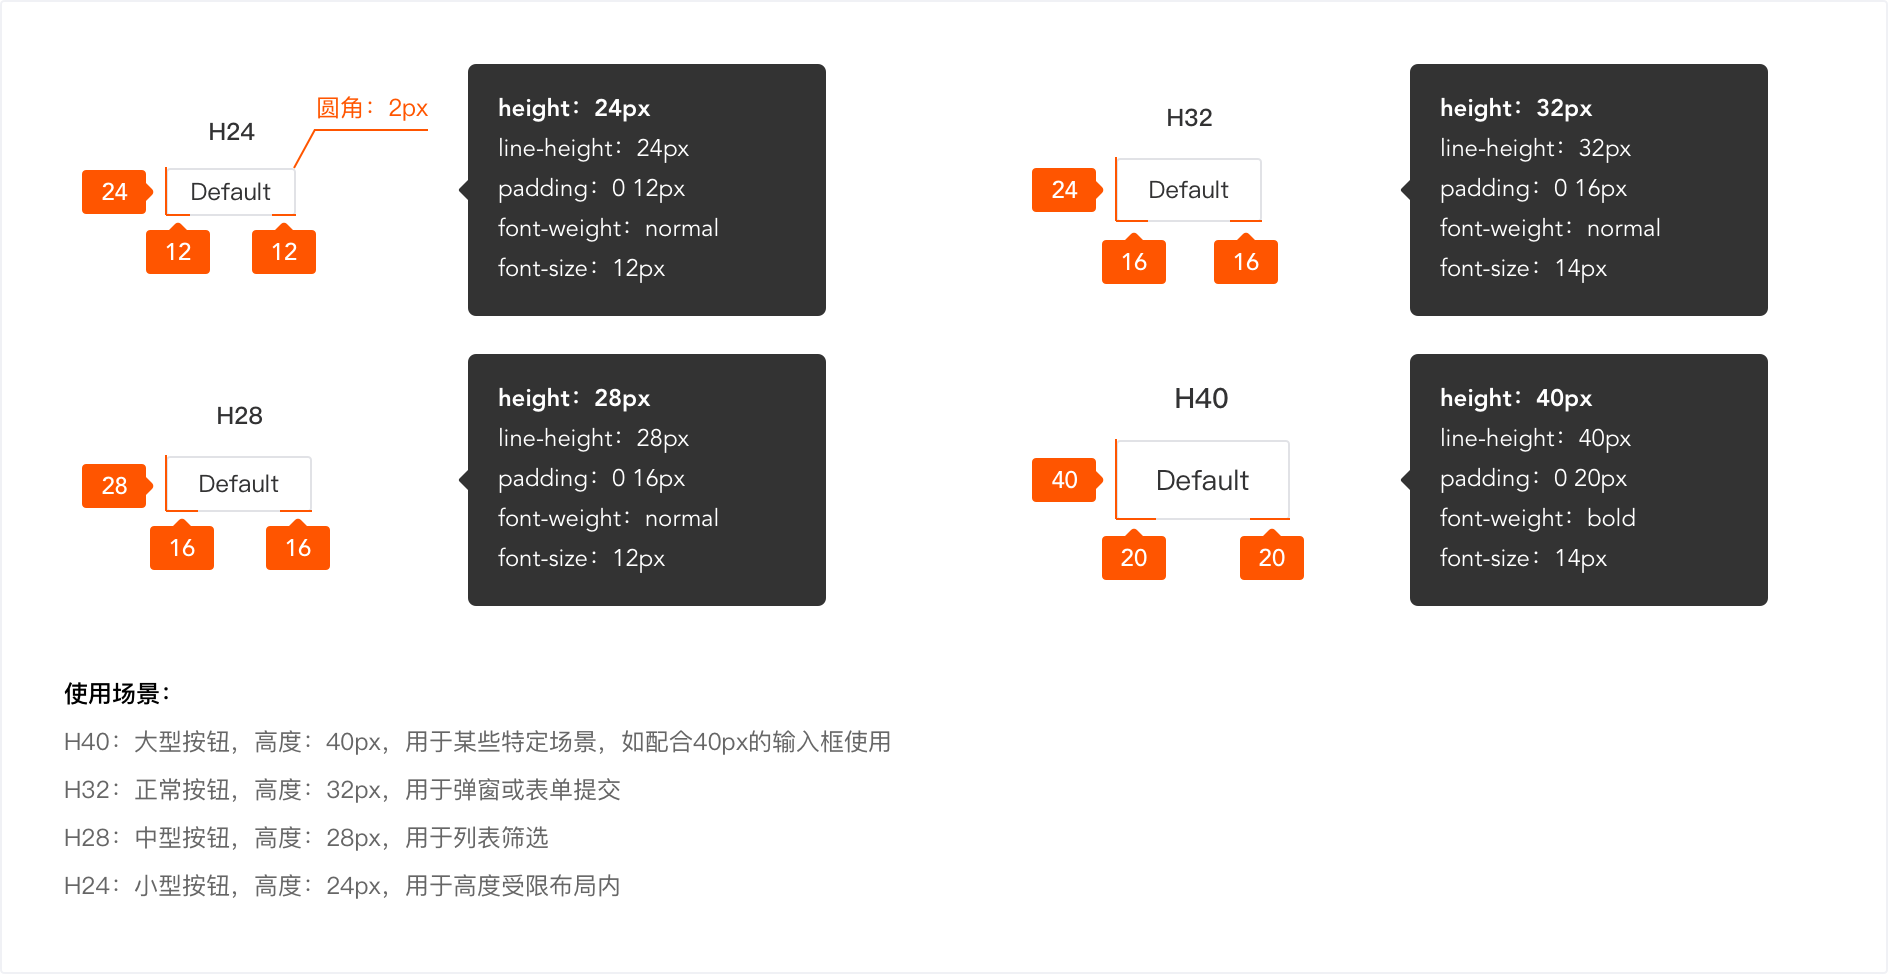 圆角：2px
H24
24
Default
12
12
height：24px
line-height：24px
padding：0 12px
font-weight：normal
font-size：12px
H32
24
Default
16
16
height：32px
line-height：32px
padding：0 16px
font-weight：normal
font-size：14px
H28
28
Default
16
16
height：28px
line-height：28px
padding：0 16px
font-weight：normal
font-size：12px
H40
40
Default
20
20
height：40px
line-height：40px
padding：0 20px
font-weight：bold
font-size：14px
使用场景：
H40：大型按钮，高度：40px，用于某些特定场景，如配合40px的输入框使用
H32：正常按钮，高度：32px，用于弹窗或表单提交
H28：中型按钮，高度：28px，用于列表筛选
H24：小型按钮，高度：24px，用于高度受限布局内